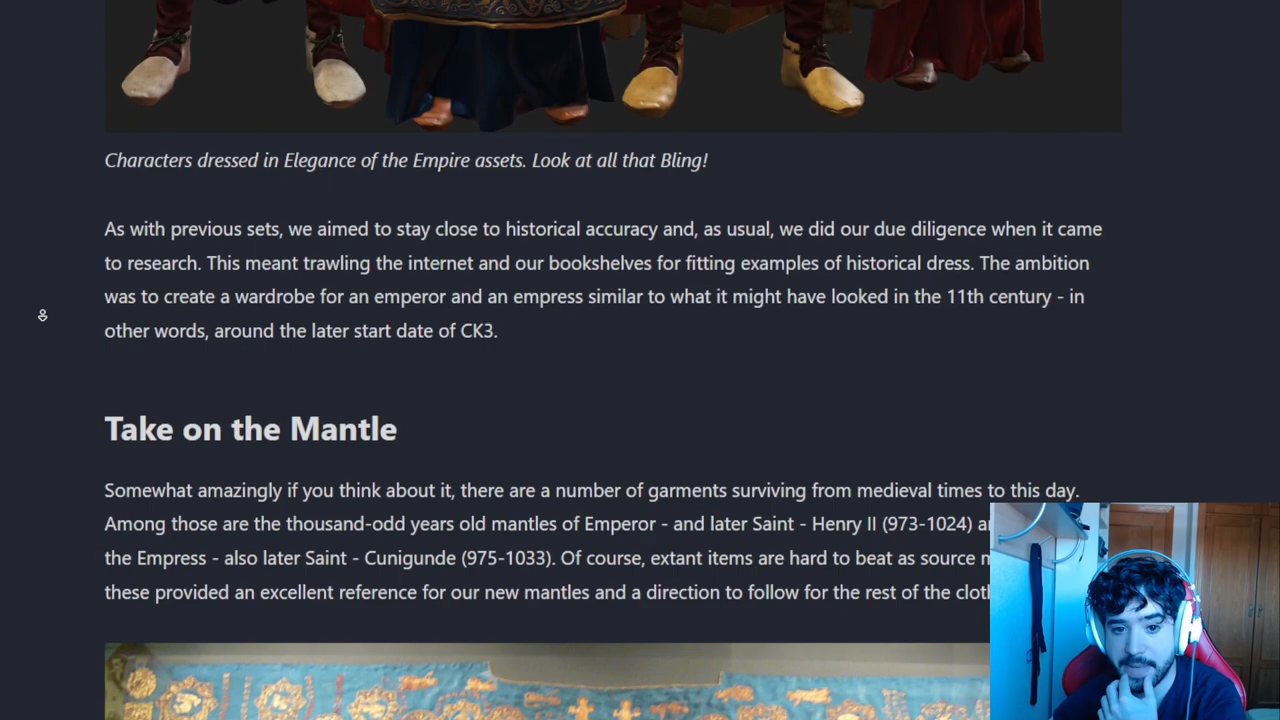 Characters dressed in Elegance of the Empire assets. Look at all that Bling!
As with previous sets, we aimed to stay close to historical accuracy and, as usual, we did our due diligence when it came
to research. This meant trawling the internet and our bookshelves for fitting examples of historical dress. The ambition
was to create a wardrobe for an emperor and an empress similar to what it might have looked in the 11th century - in
other words, around the later start date of CK3.
Take on the Mantle
Somewhat amazingly if you think about it, there are a number of garments surviving from medieval times to this day.
Among those are the thousand-odd years old mantles of Emperor - and later Saint - Henry II (973-1024)
the Empress - also later Saint - Cunigunde (975-1033). Of course, extant items are hard to beat as source
these provided an excellent reference for our new mantles and a direction to follow for the rest of the